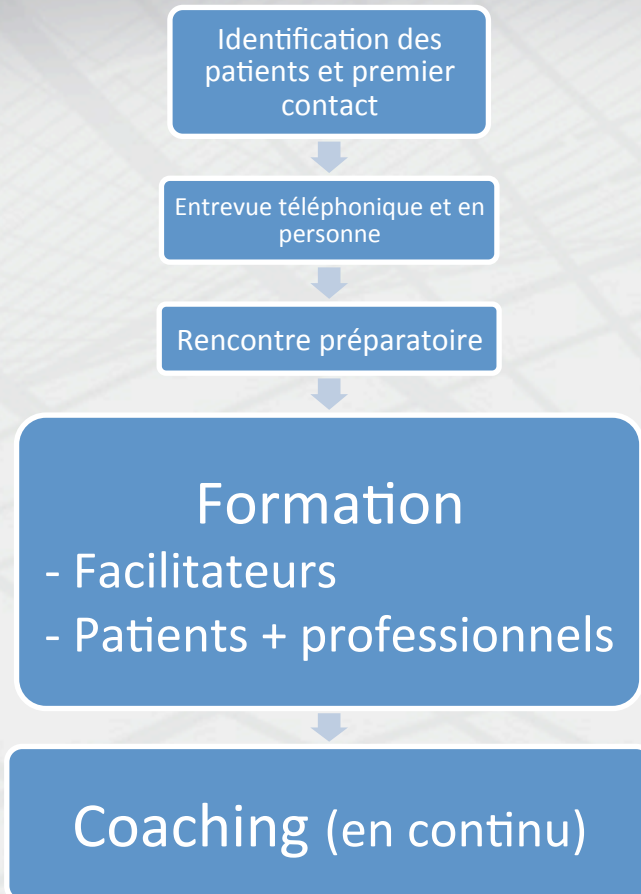 Identification des
patients et premier
contact
Entrevue téléphonique et en
personne
Rencontre préparatoire
Formation
- Facilitateurs
- Patients + professionnels
Coaching (en continu)